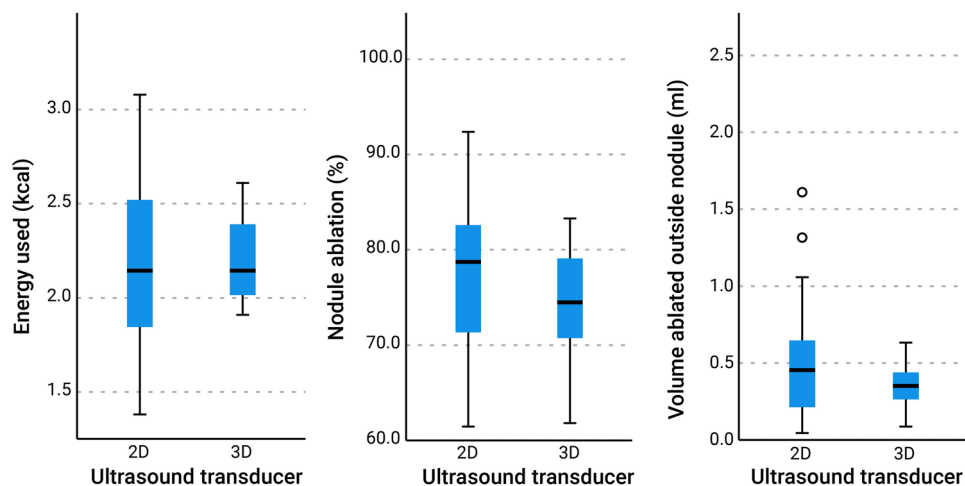 Energy used (kcal)
3.0
2.5
2.0
1.5
2D 3D
Ultrasound transducer
Nodule ablation (%)
100.0
90.0
80.0
70.0
60.0
2D 3D
Ultrasound transducer
Volume ablated outside nodule (ml)
2.5
2.0
1.5
1.0
0.5
0.0
2D 3D
Ultrasound transducer